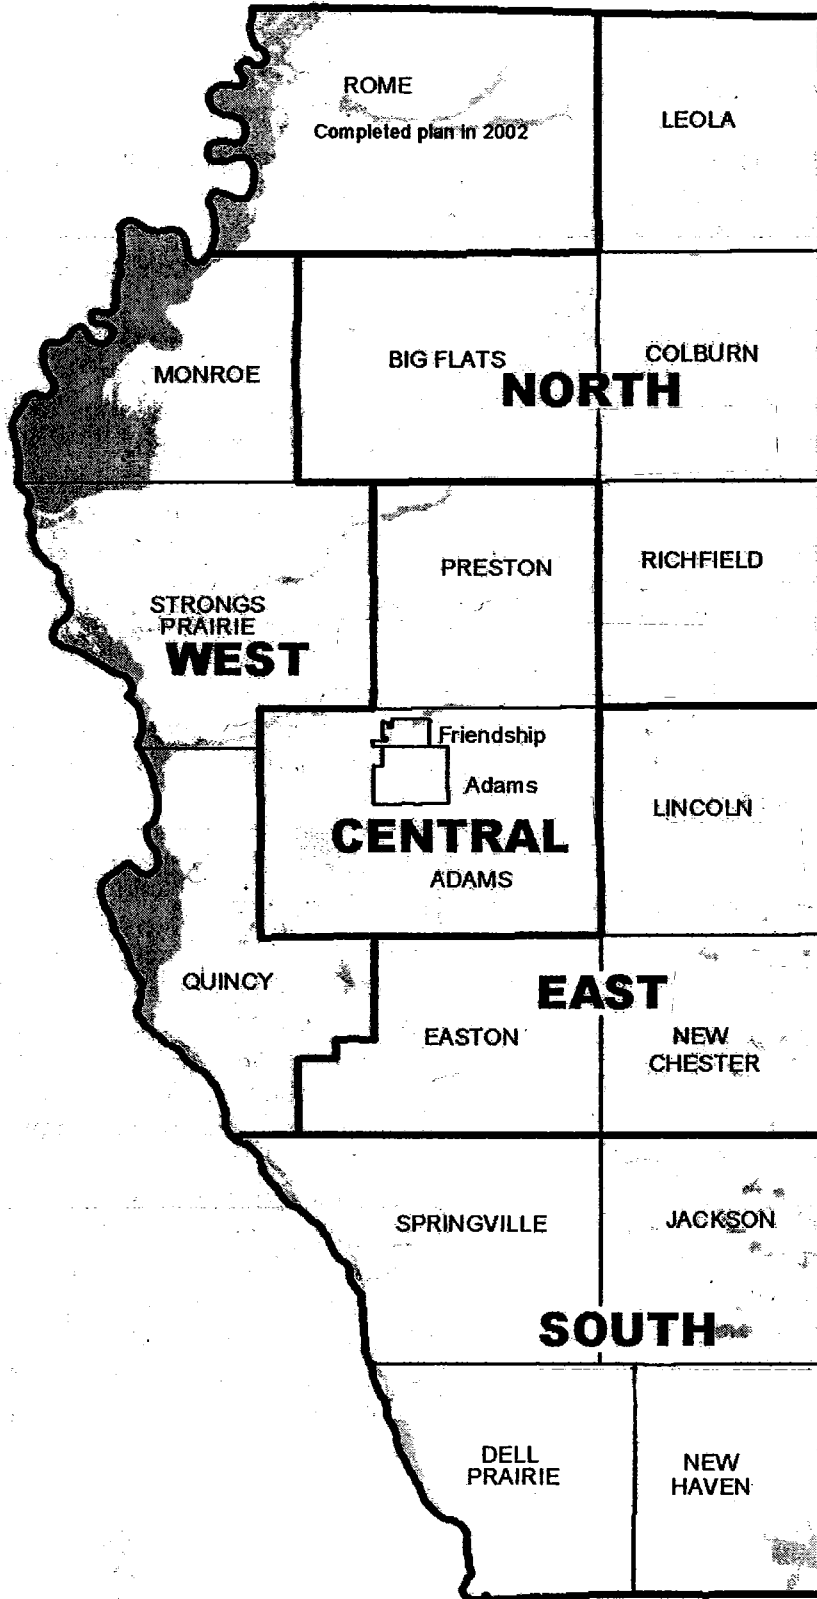 ROME
Completed plan in 2002
LEOLA
MONROE
BIG FLATS
COLBURN
NORTH
PRESTON
RICHFIELD
STRONGS
PRAIRIE
WEST
Friendship
Adams
LINCOLN
CENTRAL
ADAMS
QUINCY
EAST
EASTON
NEW
CHESTER
SPRINGVILLE
JACKSON
SOUTH
DELL
PRAIRIE
NEW
HAVEN